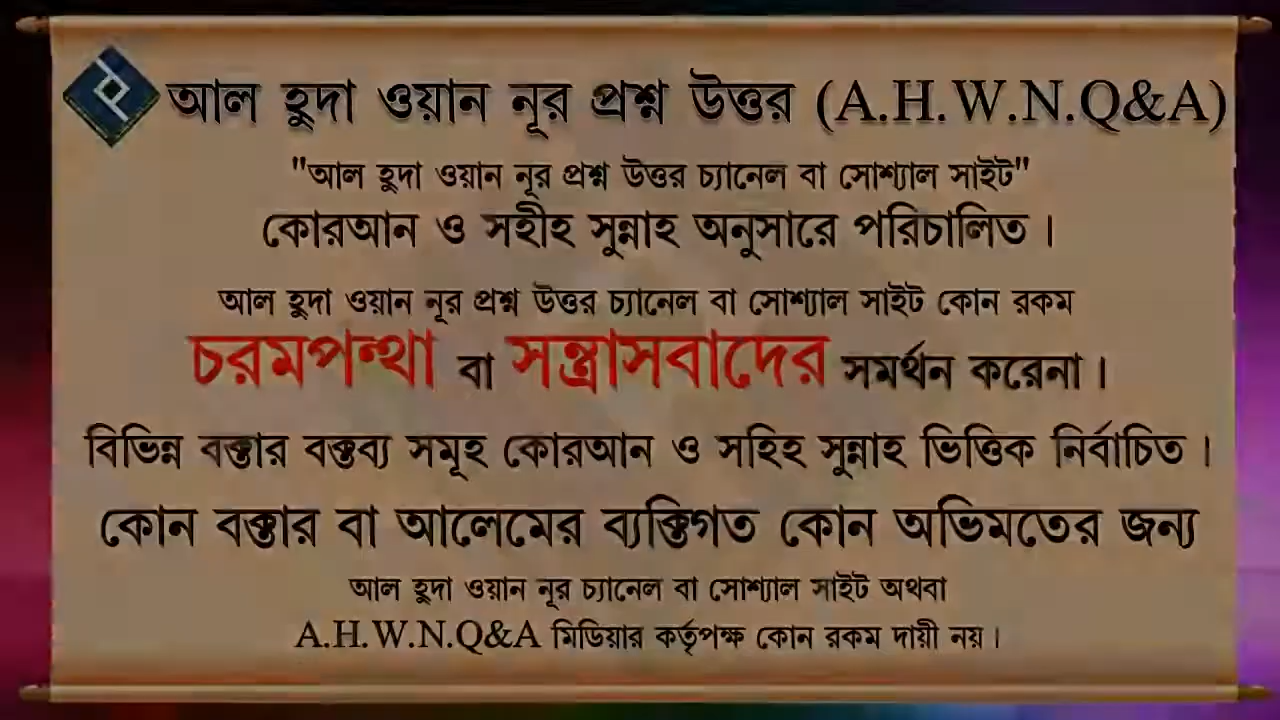 আল হুদা ওয়ান নূর প্রশ্ন উত্তর (A.H.W.N.Q&A)
"আল হুদা ওয়ান নূর প্রশ্ন উত্তর চ্যানেল বা সোশ্যাল সাইট"
কোরআন ও সহীহ সুন্নাহ অনুসারে পরিচালিত।
আল হুদা ওয়ান নূর প্রশ্ন উত্তর চ্যানেল বা সোশ্যাল সাইট কোন রকম
চরমপন্থা বা সন্ত্রাসবাদের সমর্থন করেনা।
বিভিন্ন বক্তার বক্তব্য সমূহ কোরআন ও সহিহ সুন্নাহ ভিত্তিক নির্বাচিত।
কোন বক্তার বা আলেমের ব্যক্তিগত কোন অভিমতের জন্য
আল হুদা ওয়ান নূর চ্যানেল বা সোশ্যাল সাইট অথবা
A.H.W.N.Q&A মিডিয়ার কর্তৃপক্ষ কোন রকম দায়ী নয়।